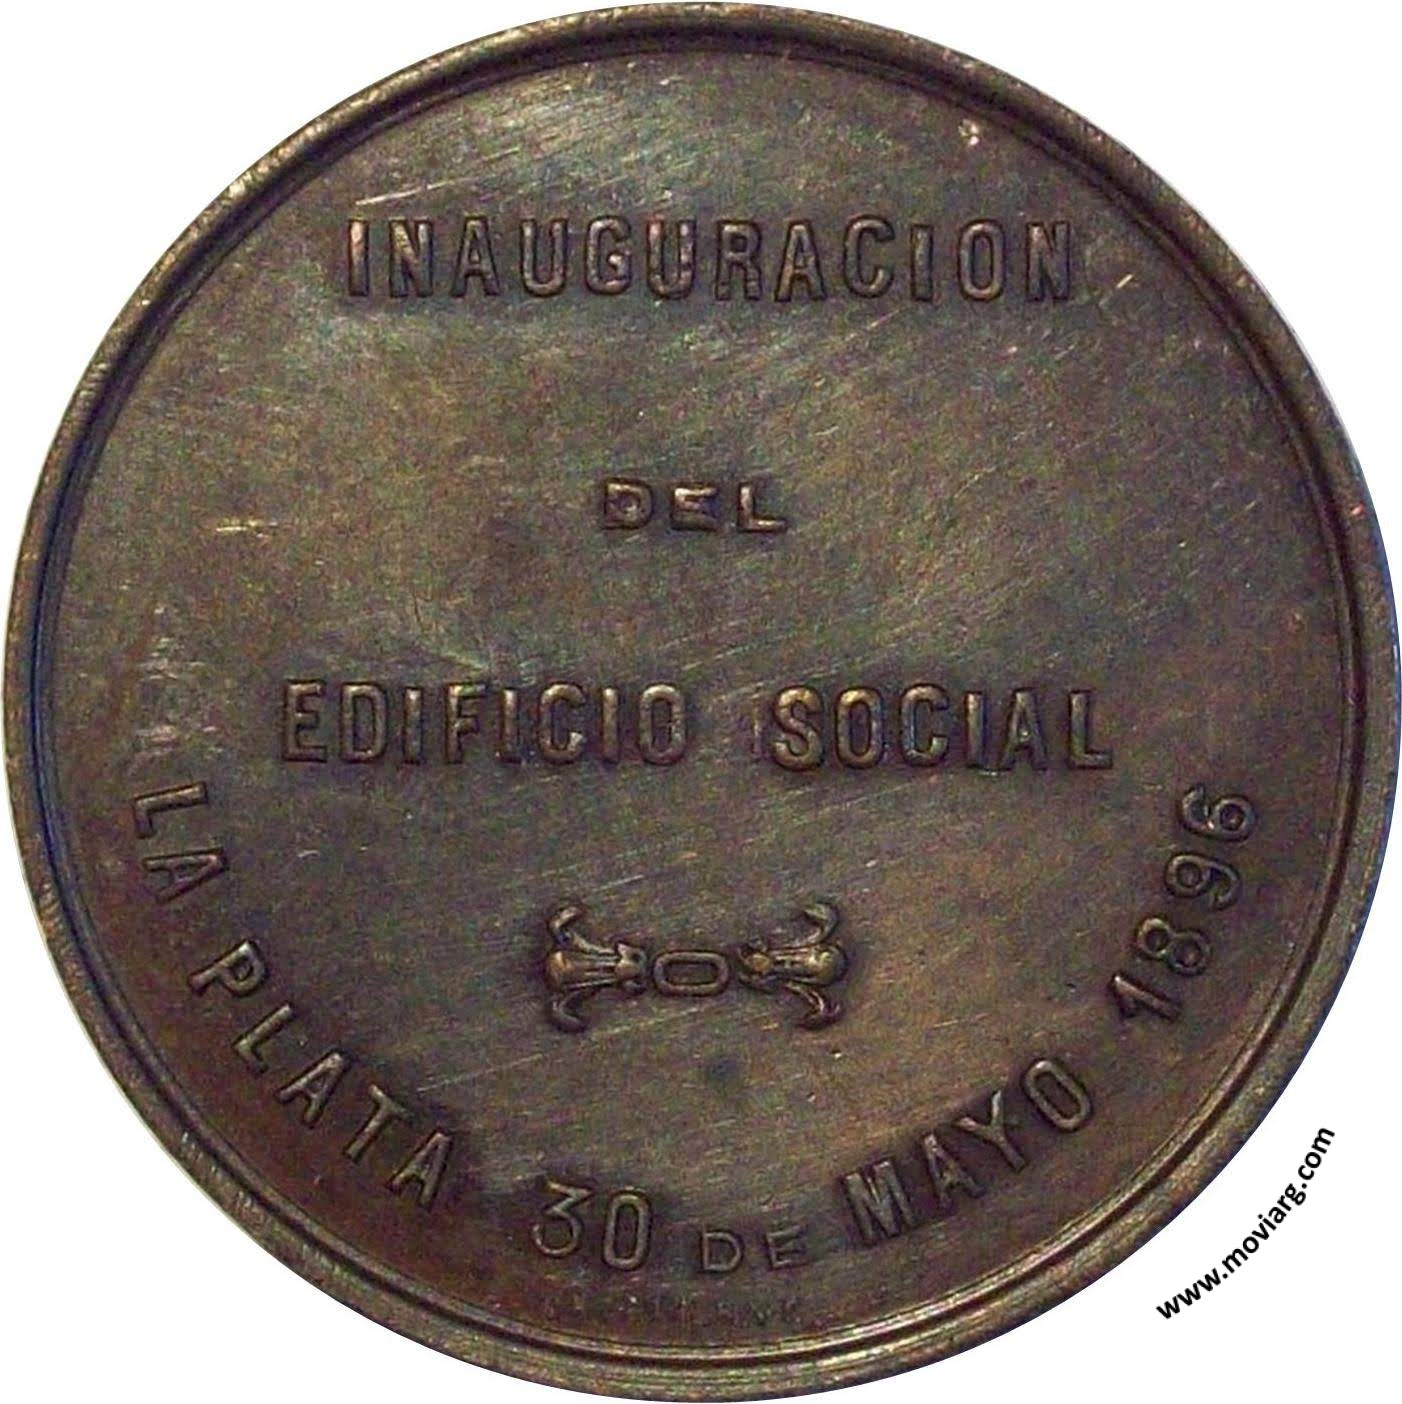 INAUGURACION
DEL
EDIFICIO SOCIAL
LA PLATA 30 DE MAYO 1896
www.moviarg.com